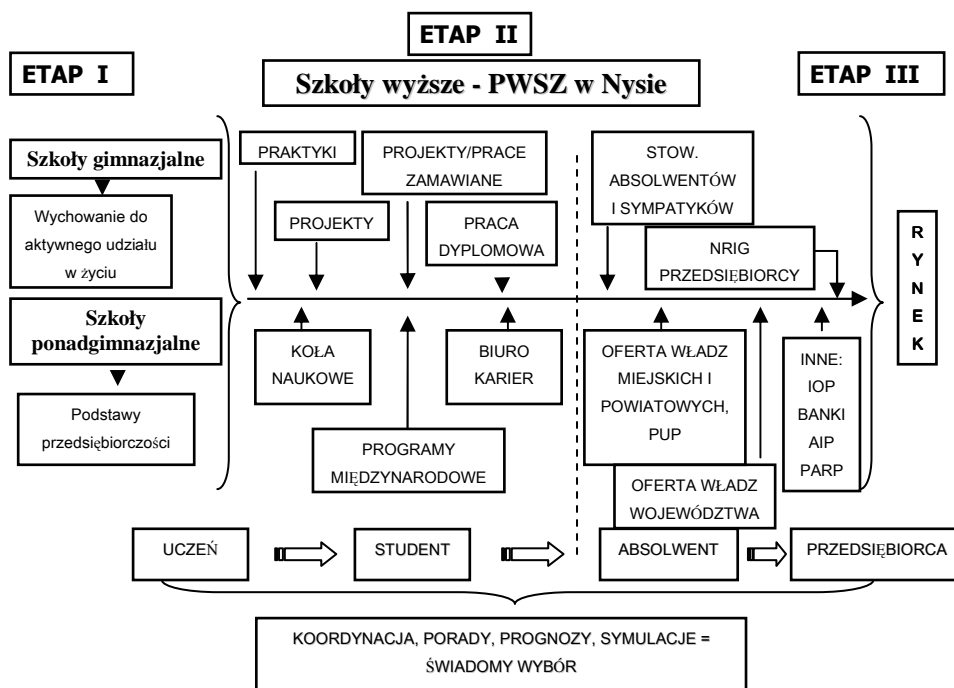 ETAP I
ETAP II
ETAP III
Szkoły wyższe - PWSZ w Nysie
Szkoły gimnazjalne
Wychowanie do
aktywnego udziału
w życiu
Szkoły
ponadgimnazjalne
Podstawy
przedsiębiorczości
PRAKTYKI
PROJEKTY
PROJEKTY/PRACE
ZAMAWIANE
PRACA
DYPLOMOWA
STOW.
ABSOLWENTÓW
I SYMPATYKÓW
NRIG
PRZEDSIĘBIORCY
KOŁA
NAUKOWE
PROGRAMY
MIĘDZYNARODOWE
BIURO
KARIER
OFERTA WŁADZ
MIEJSKICH I
POWIATOWYCH,
PUP
OFERTA WŁADZ
WOJEWÓDZTWA
INNE:
IOP
BANKI
AIP
PARP
R
Y
N
E
K
UCZEŃ
STUDENT
ABSOLWENT
PRZEDSIĘBIORCA
KOORDYNACJA, PORADY, PROGNOZY, SYMULACJE =
ŚWIADOMY WYBÓR